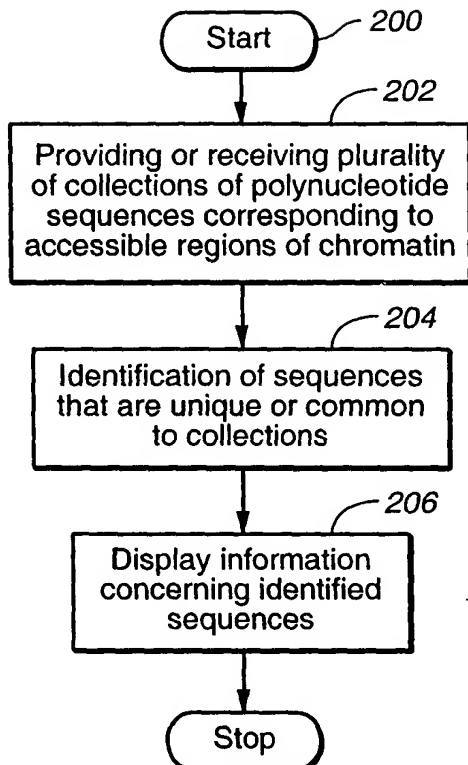 Start
200
202
Providing or receiving plurality
of collections of polynucleotide
sequences corresponding to
accessible regions of chromatin
204
Identification of sequences
that are unique or common
to collections
206
Display information
concerning identified
sequences
Stop